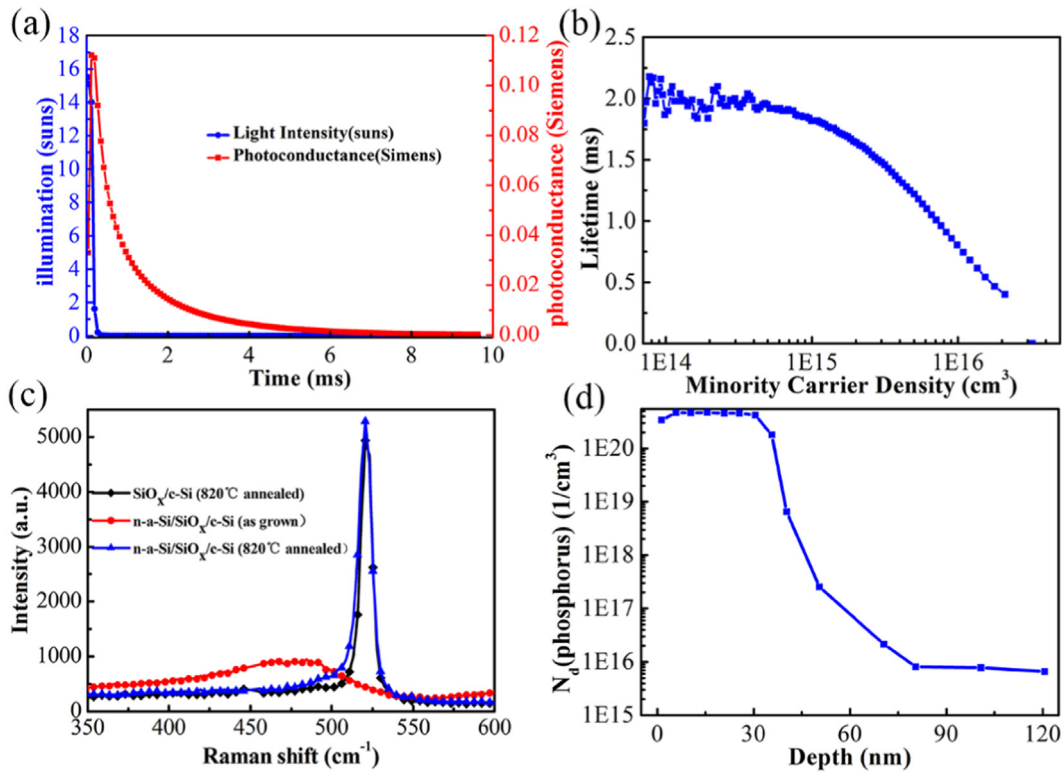 (a)
18
16
14
12
10
8
6
4
2
0
illumination (suns)
Light Intensity(suns)
Photoconductance(Simens)
0.12
0.10
0.08
0.06
0.04
0.02
0.00
photoconductance (Siemens)
0 2 4 6 8 10
Time (ms)
(b)
2.5
2.0
1.5
1.0
0.5
0.0
Lifetime (ms)
1E14 1E15 1E16
Minority Carrier Density (cm³)
(c)
5000
4000
3000
2000
1000
0
Intensity (a.u.)
SiOₓ/c-Si (820℃ annealed)
n-a-Si/SiOₓ/c-Si (as grown)
n-a-Si/SiOₓ/c-Si (820℃ annealed)
350 400 450 500 550 600
Raman shift (cm⁻¹)
(d)
1E20
1E19
1E18
1E17
1E16
1E15
N_d(phosphorus) (1/cm³)
0 30 60 90 120
Depth (nm)